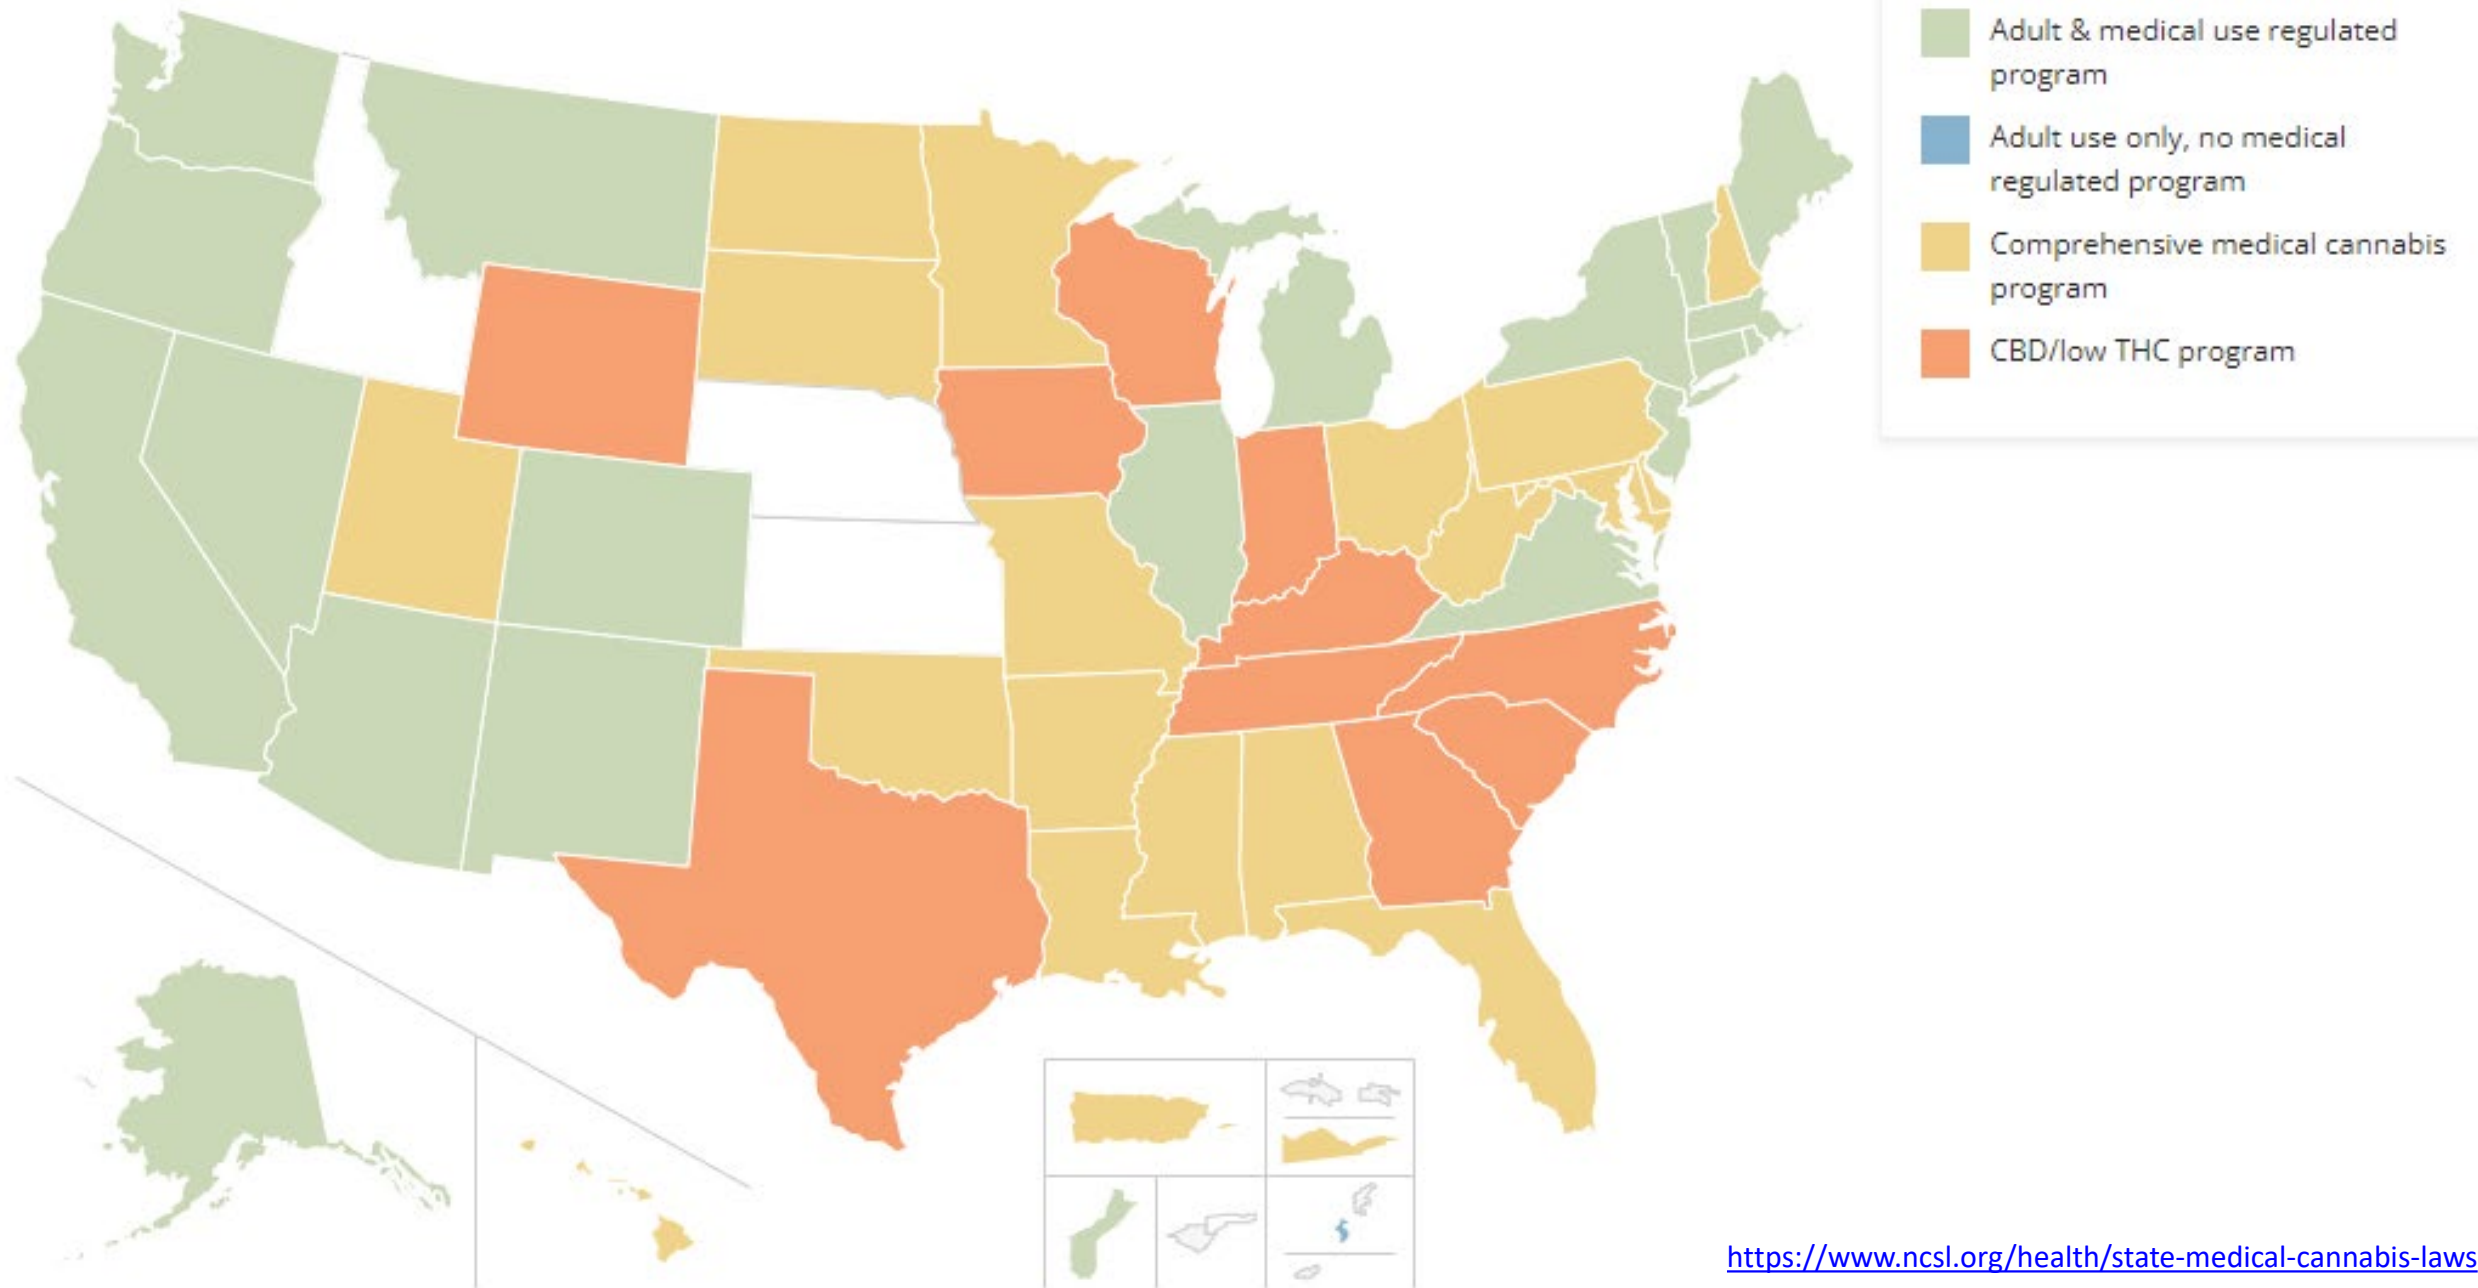 Adult & medical use regulated
program
Adult use only, no medical
regulated program
Comprehensive medical cannabis
program
CBD/low THC program
https://www.ncsl.org/health/state-medical-cannabis-laws